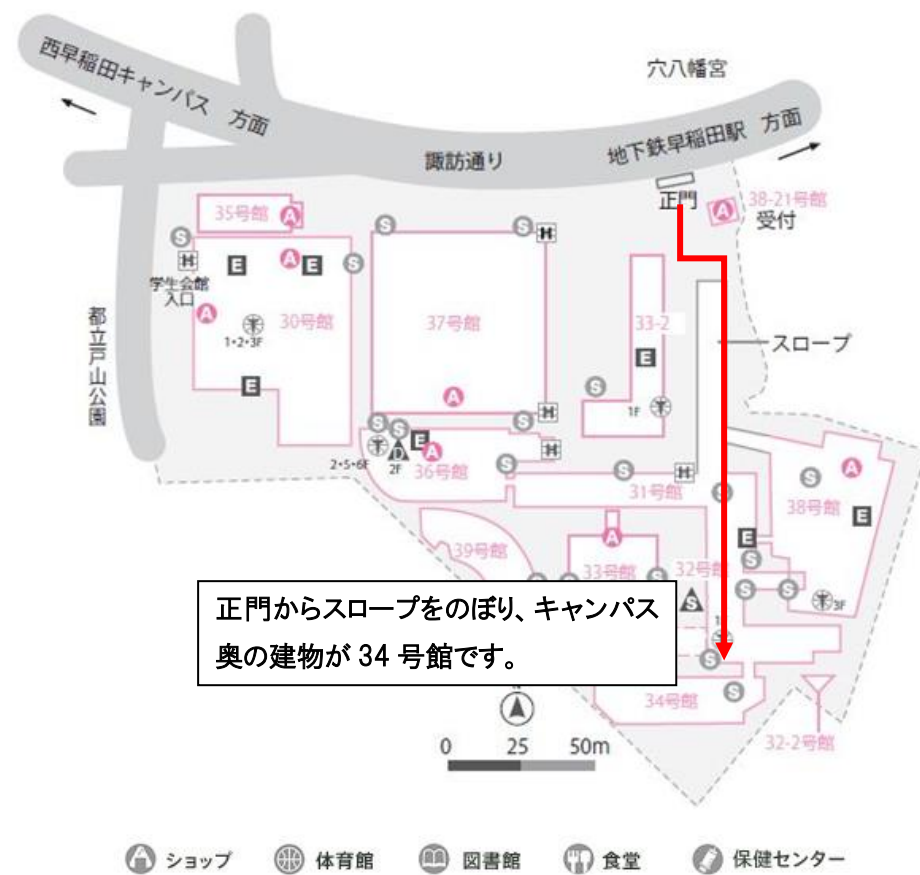 穴八幡宮
西早稲田キャンパス 方面
地下鉄早稲田駅 方面
諏訪通り
正門
38-21号館
受付
35号館
A
S
S
S
H
H
学生会館
入口
E
A
E
S
A
30号館
1・2・3F
E
37号館
A
33-2
E
スロープ
都立戸山公園
S
1F
S
S
S
H
E
D
A
2・5・6F
2F
36号館
S
H
S
H
31号館
S
S
A
38号館
E
A
39号館
33号館
32号館
E
S
S
S
S
S
3F
正門からスロープをのぼり、キャンパス
奥の建物が 34 号館です。
S
34号館
S
32-2号館
0 25 50m
ショップ 体育館 図書館 食堂 保健センター